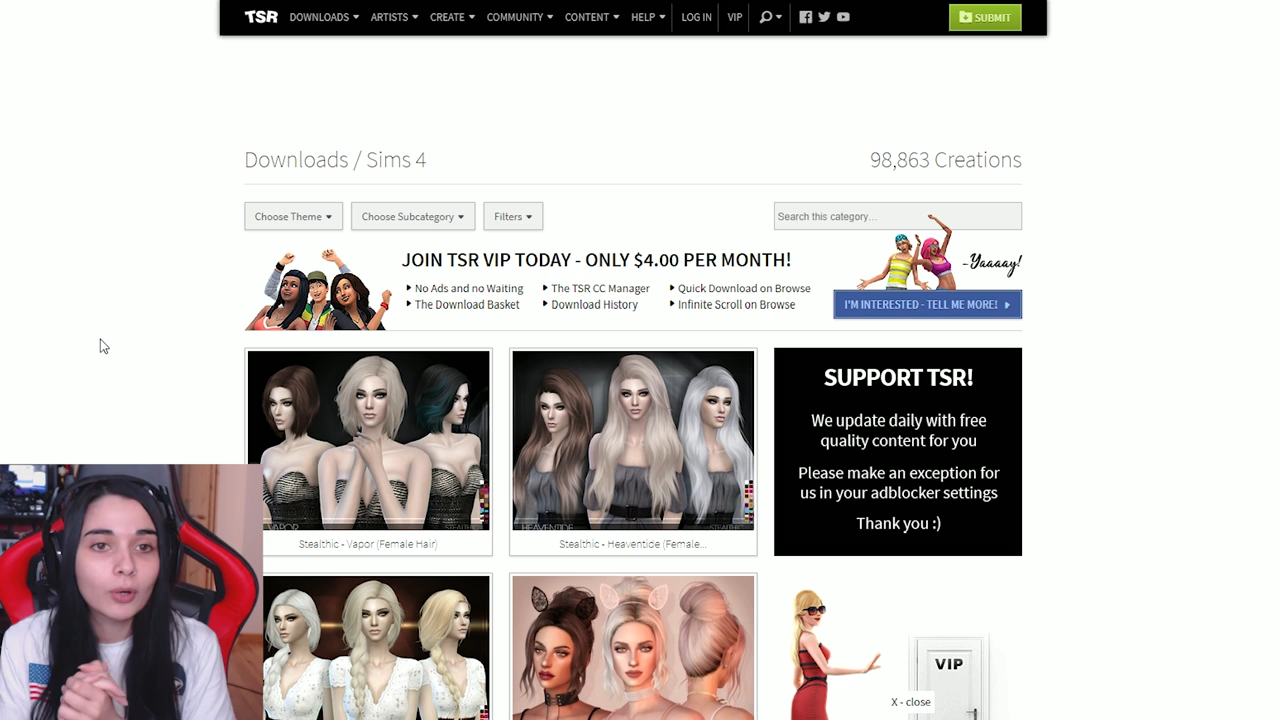 TSR DOWNLOADS ARTISTS CREATE COMMUNITY CONTENT HELP LOG IN VIP SUBMIT
Downloads / Sims 4 98,863 Creations
Choose Theme Choose Subcategory Filters Search this category...
JOIN TSR VIP TODAY - ONLY $4.00 PER MONTH!
-Yaaaay!
No Ads and no Waiting The TSR CC Manager Quick Download on Browse
The Download Basket Download History Infinite Scroll on Browse
I'M INTERESTED - TELL ME MORE!
VAPOR STEALTHIC
HEAVENTIDE STEALTHIC
Stealthic - Vapor (Female Hair) Stealthic - Heaventide (Female...
SUPPORT TSR!
We update daily with free
quality content for you
Please make an exception for
us in your adblocker settings
Thank you :)
VIP
X - close